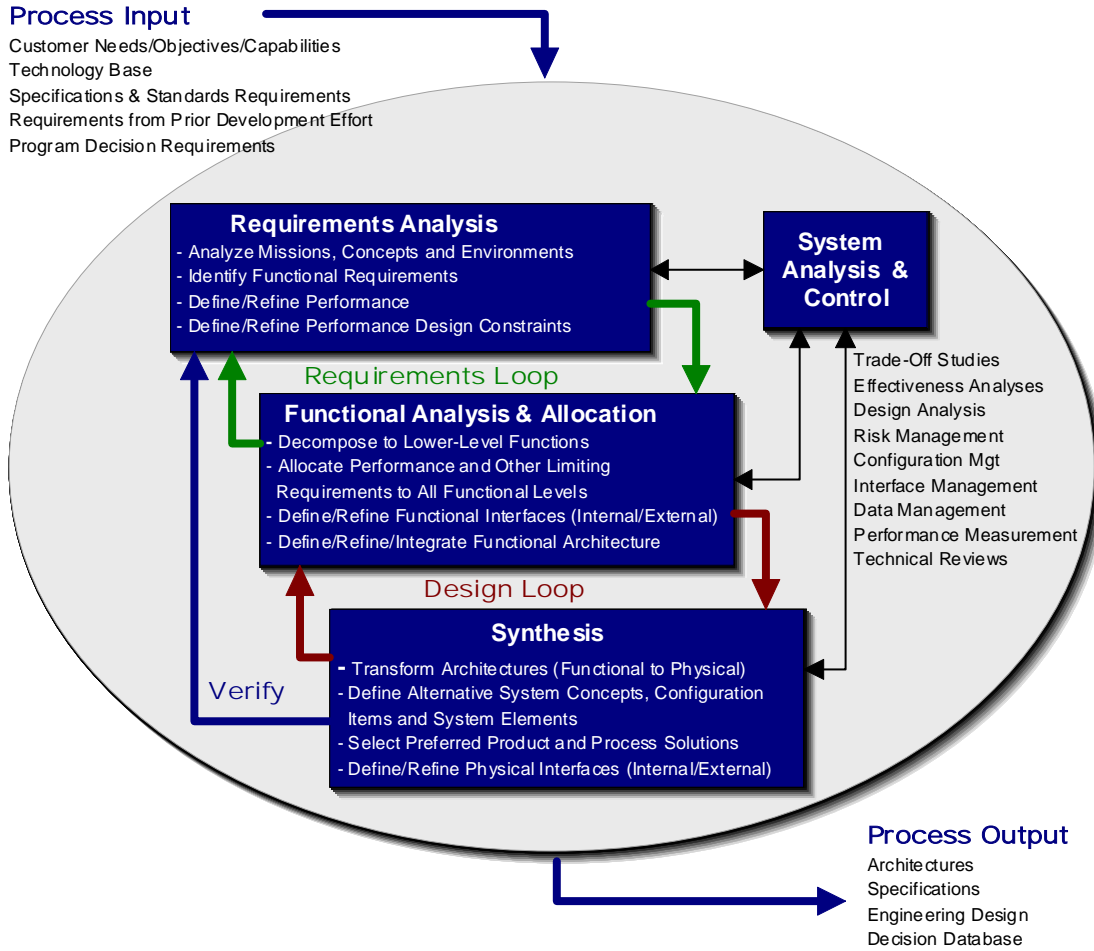 Process Input
Customer Needs/Objectives/Capabilities
Technology Base
Specifications & Standards Requirements
Requirements from Prior Development Effort
Program Decision Requirements
Requirements Analysis
- Analyze Missions, Concepts and Environments
- Identify Functional Requirements
- Define/Refine Performance
- Define/Refine Performance Design Constraints
System
Analysis &
Control
Requirements Loop
Trade-Off Studies
Effectiveness Analyses
Design Analysis
Risk Management
Configuration Mgt
Interface Management
Data Management
Performance Measurement
Technical Reviews
Functional Analysis & Allocation
- Decompose to Lower-Level Functions
- Allocate Performance and Other Limiting
Requirements to All Functional Levels
- Define/Refine Functional Interfaces (Internal/External)
- Define/Refine/Integrate Functional Architecture
Design Loop
Synthesis
- Transform Architectures (Functional to Physical)
- Define Alternative System Concepts, Configuration
Items and System Elements
- Select Preferred Product and Process Solutions
- Define/Refine Physical Interfaces (Internal/External)
Verify
Process Output
Architectures
Specifications
Engineering Design
Decision Database